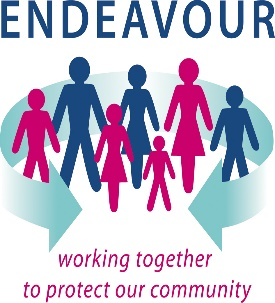 ENDEAVOUR
working together
to protect our community